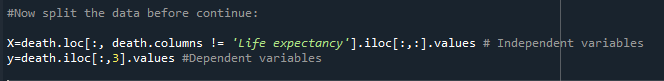 #Now split the data before continue:
X=death.loc[:, death.columns != 'Life expectancy'].iloc[:,:].values # Independent variables
y=death.iloc[:,3].values #Dependent variables